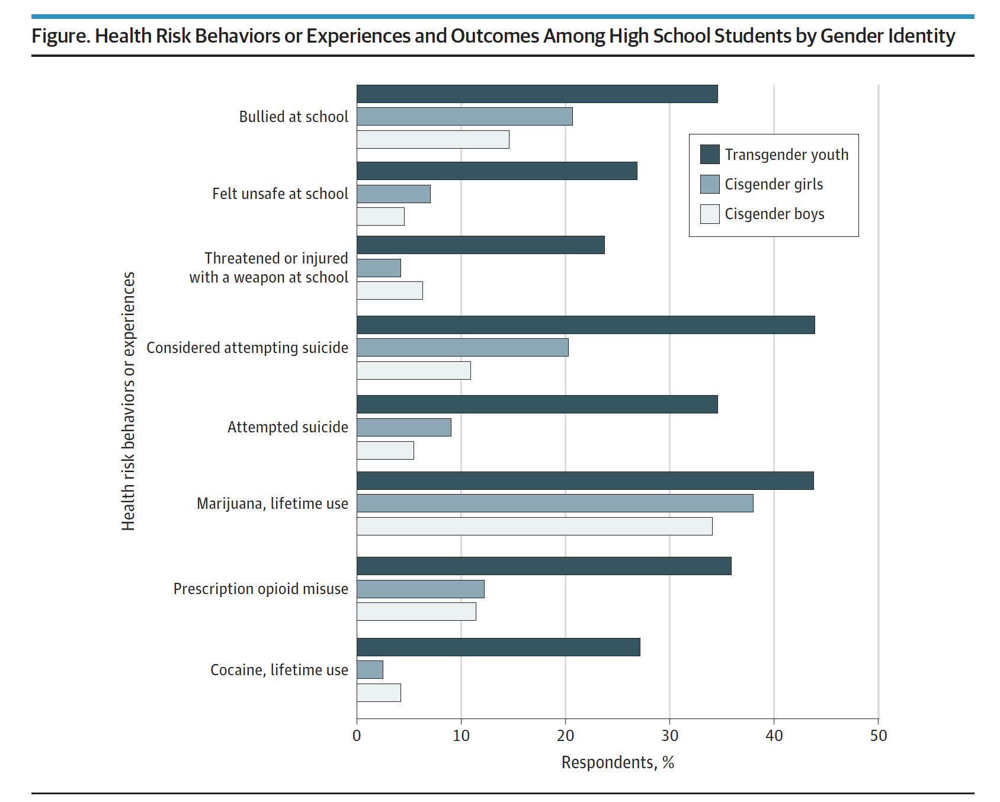 Figure. Health Risk Behaviors or Experiences and Outcomes Among High School Students by Gender Identity
Bullied at school
Felt unsafe at school
Threatened or injured
with a weapon at school
Considered attempting suicide
Attempted suicide
Marijuana, lifetime use
Prescription opioid misuse
Cocaine, lifetime use
Health risk behaviors or experiences
Transgender youth
Cisgender girls
Cisgender boys
0 10 20 30 40 50
Respondents, %